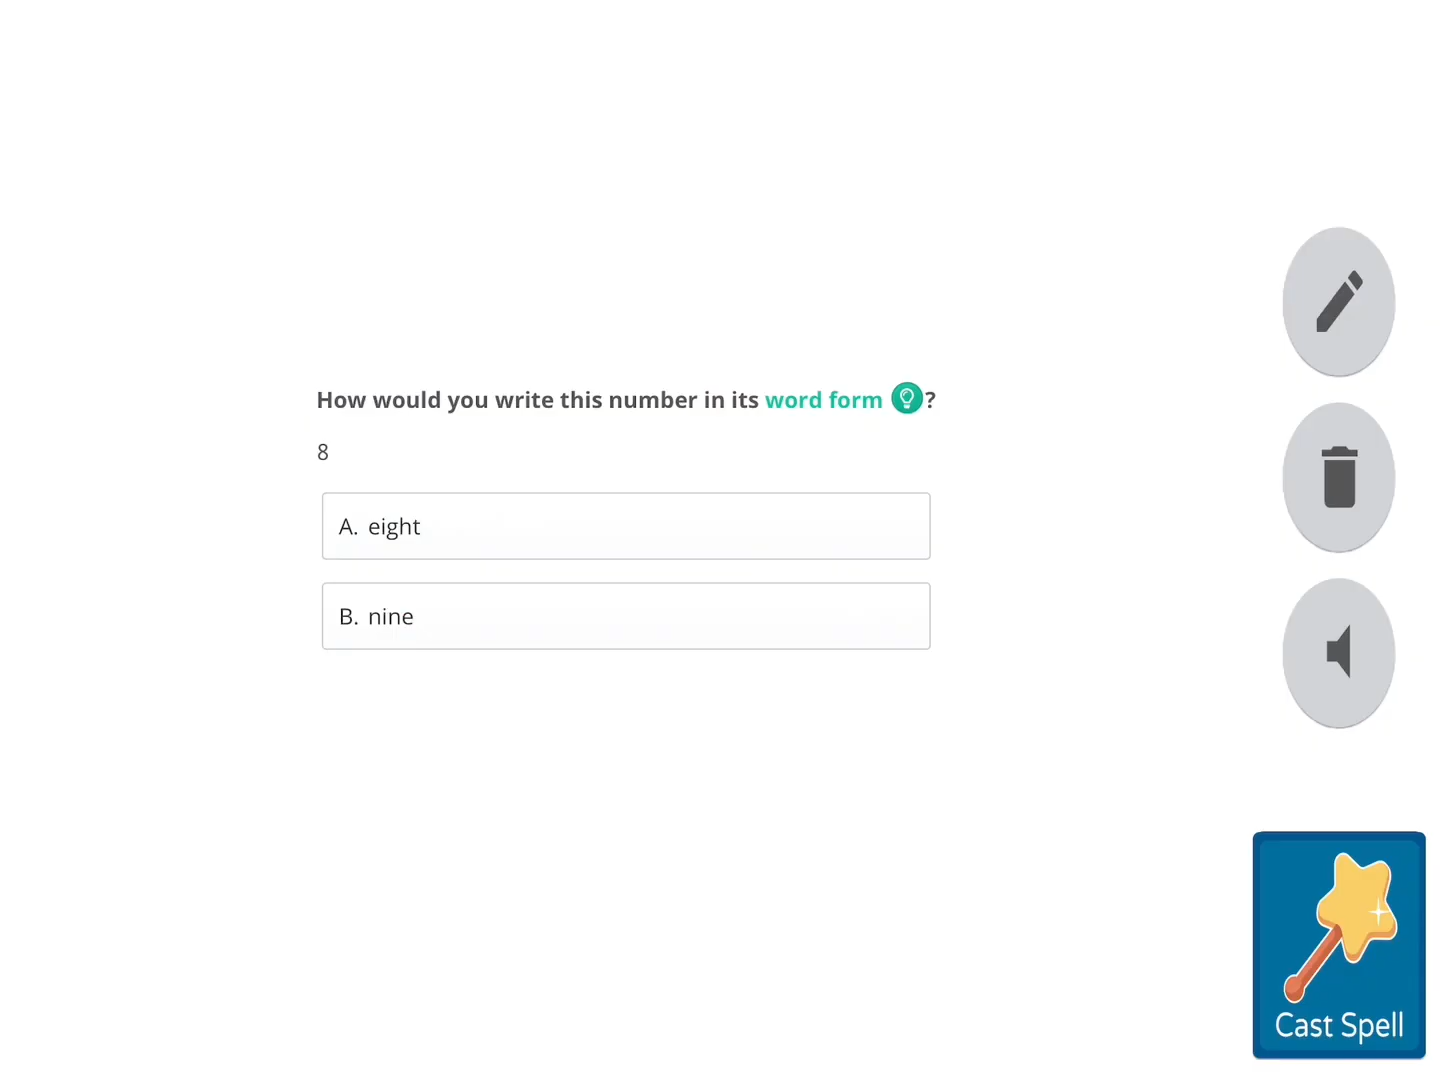 How would you write this number in its word form ?
8
A. eight
B. nine
Cast Spell